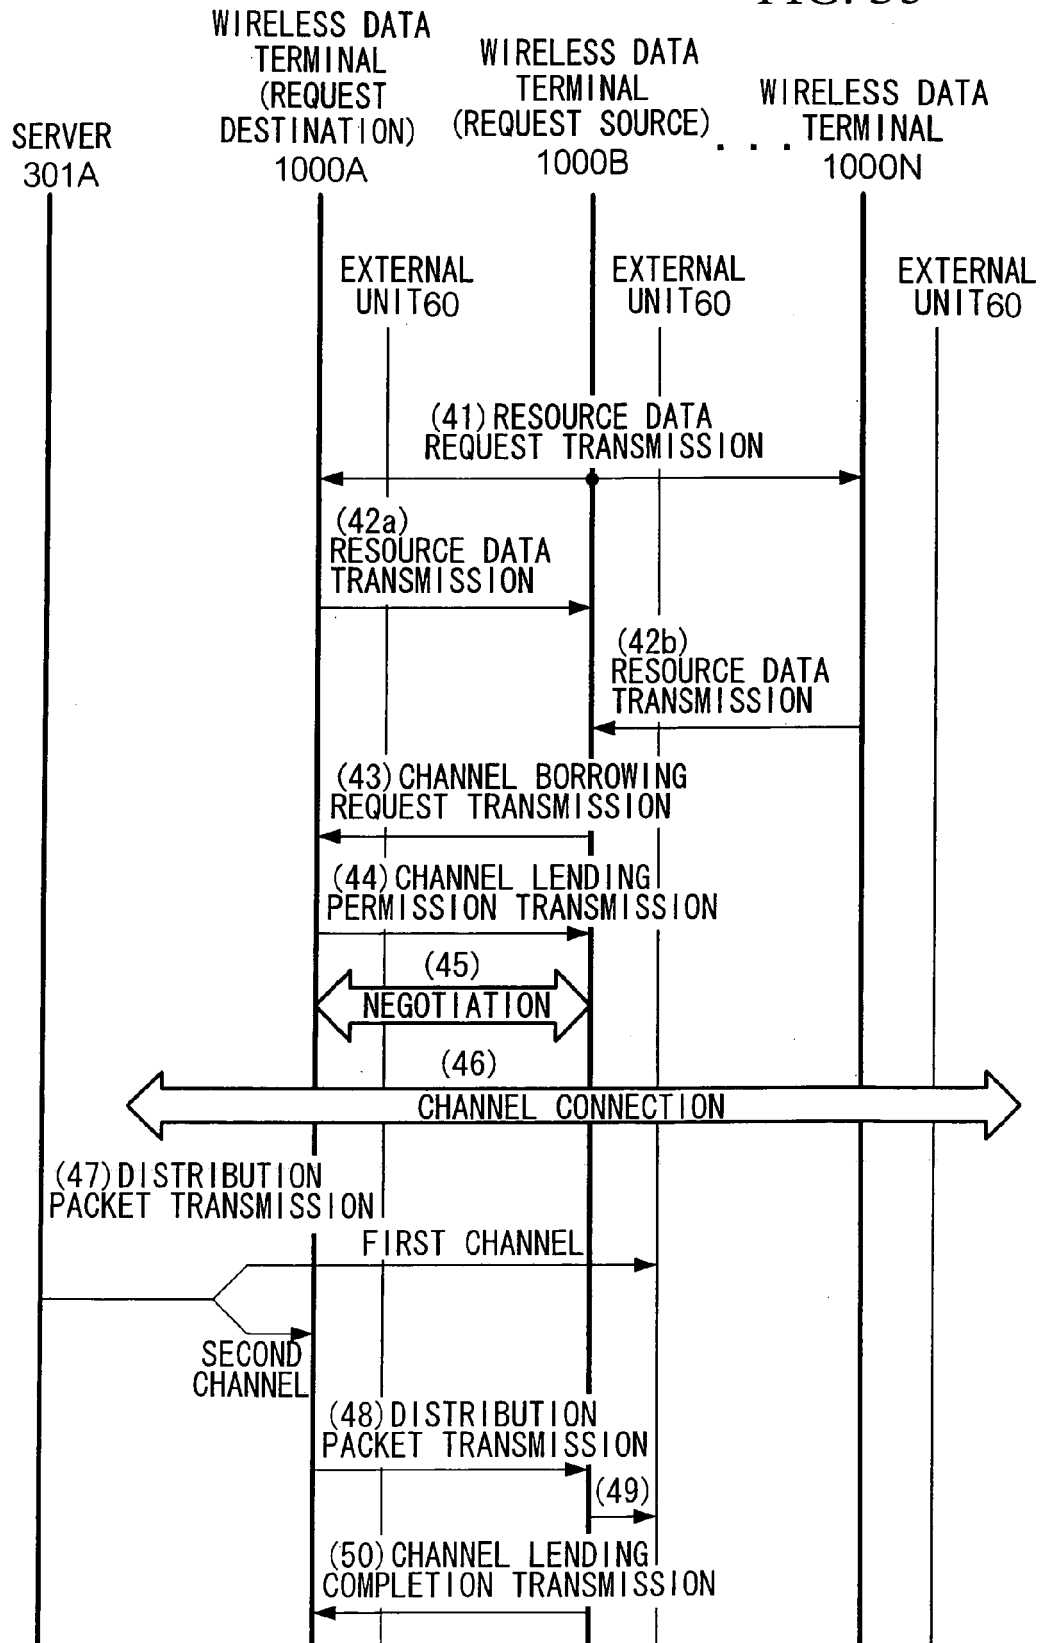 WIRELESS DATA
TERMINAL
(REQUEST
DESTINATION)
1000A
WIRELESS DATA
TERMINAL
(REQUEST SOURCE)
1000B
. . .
WIRELESS DATA
TERMINAL
1000N
SERVER
301A
EXTERNAL
UNIT60
EXTERNAL
UNIT60
EXTERNAL
UNIT60
(41)RESOURCE DATA
REQUEST TRANSMISSION
(42a)
RESOURCE DATA
TRANSMISSION
(42b)
RESOURCE DATA
TRANSMISSION
(43)CHANNEL BORROWING
REQUEST TRANSMISSION
(44)CHANNEL LENDING
PERMISSION TRANSMISSION
(45)
NEGOTIATION
(46)
CHANNEL CONNECTION
(47)DISTRIBUTION
PACKET TRANSMISSION
FIRST CHANNEL
SECOND
CHANNEL
(48)DISTRIBUTION
PACKET TRANSMISSION
(49)
(50)CHANNEL LENDING
COMPLETION TRANSMISSION